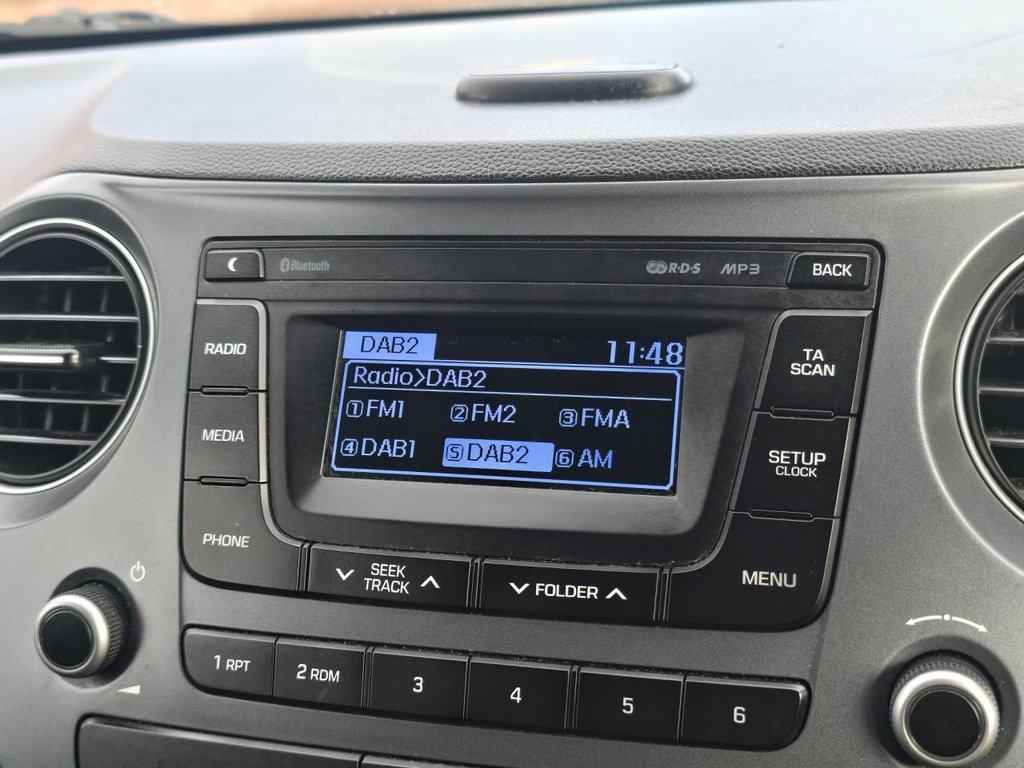 Bluetooth
R·D·S MP3
BACK
RADIO
MEDIA
PHONE
DAB2 11:48
Radio>DAB2
①FM1 ②FM2 ③FMA
④DAB1 ⑤DAB2 ⑥AM
TA
SCAN
SETUP
CLOCK
MENU
SEEK
TRACK
FOLDER
1 RPT
2 RDM
3
4
5
6